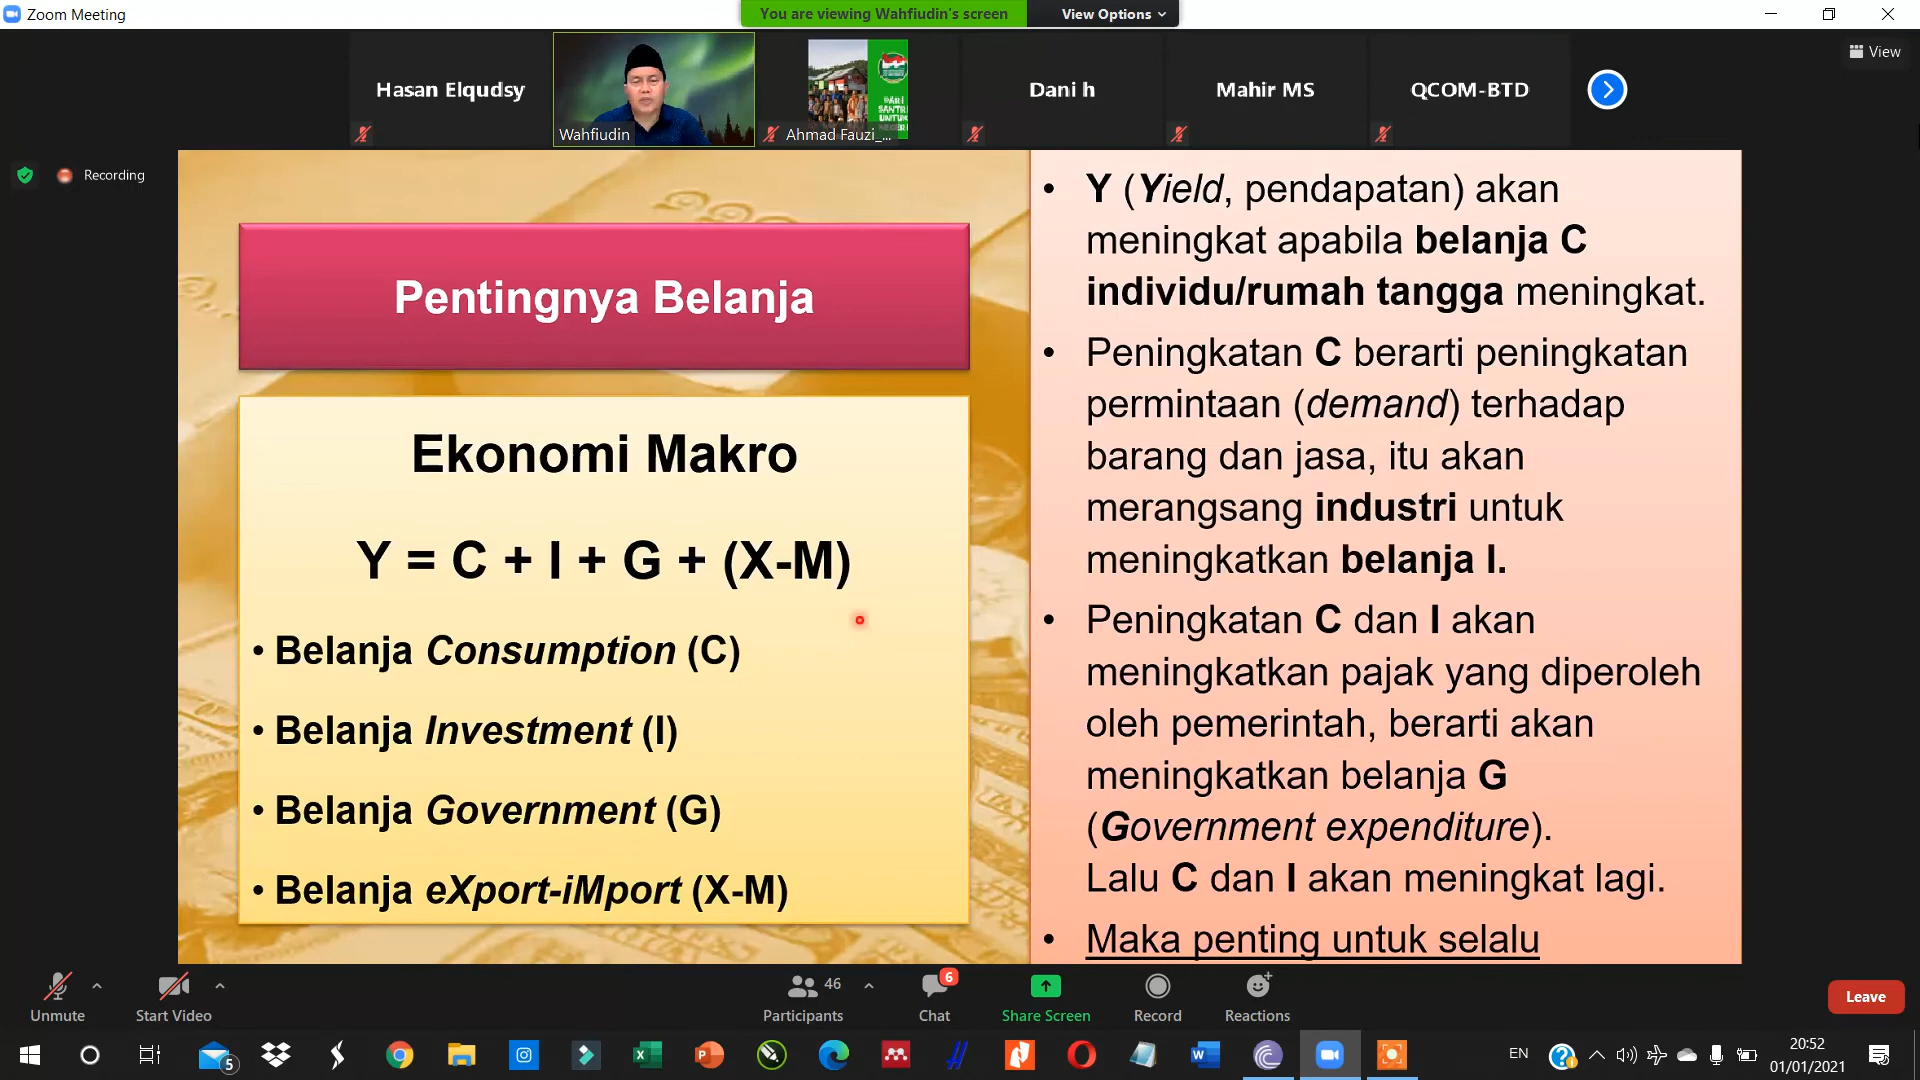 Zoom Meeting
You are viewing Wahfiudin's screen
View Options
View
Hasan Elqudsy
Wahfiudin
DARI
SANTRI
UNTUK
NEGERI
Ahmad Fauzi_...
Dani h
Mahir MS
QCOM-BTD
Recording
Pentingnya Belanja
Ekonomi Makro
Y = C + I + G + (X-M)
• Belanja Consumption (C)
• Belanja Investment (I)
• Belanja Government (G)
• Belanja eXport-iMport (X-M)
• Y (Yield, pendapatan) akan
meningkat apabila belanja C
individu/rumah tangga meningkat.
• Peningkatan C berarti peningkatan
permintaan (demand) terhadap
barang dan jasa, itu akan
merangsang industri untuk
meningkatkan belanja I.
• Peningkatan C dan I akan
meningkatkan pajak yang diperoleh
oleh pemerintah, berarti akan
meningkatkan belanja G
(Government expenditure).
Lalu C dan I akan meningkat lagi.
• Maka penting untuk selalu
Unmute
Start Video
46
Participants
6
Chat
Share Screen
Record
Reactions
Leave
5
EN
20:52
01/01/2021